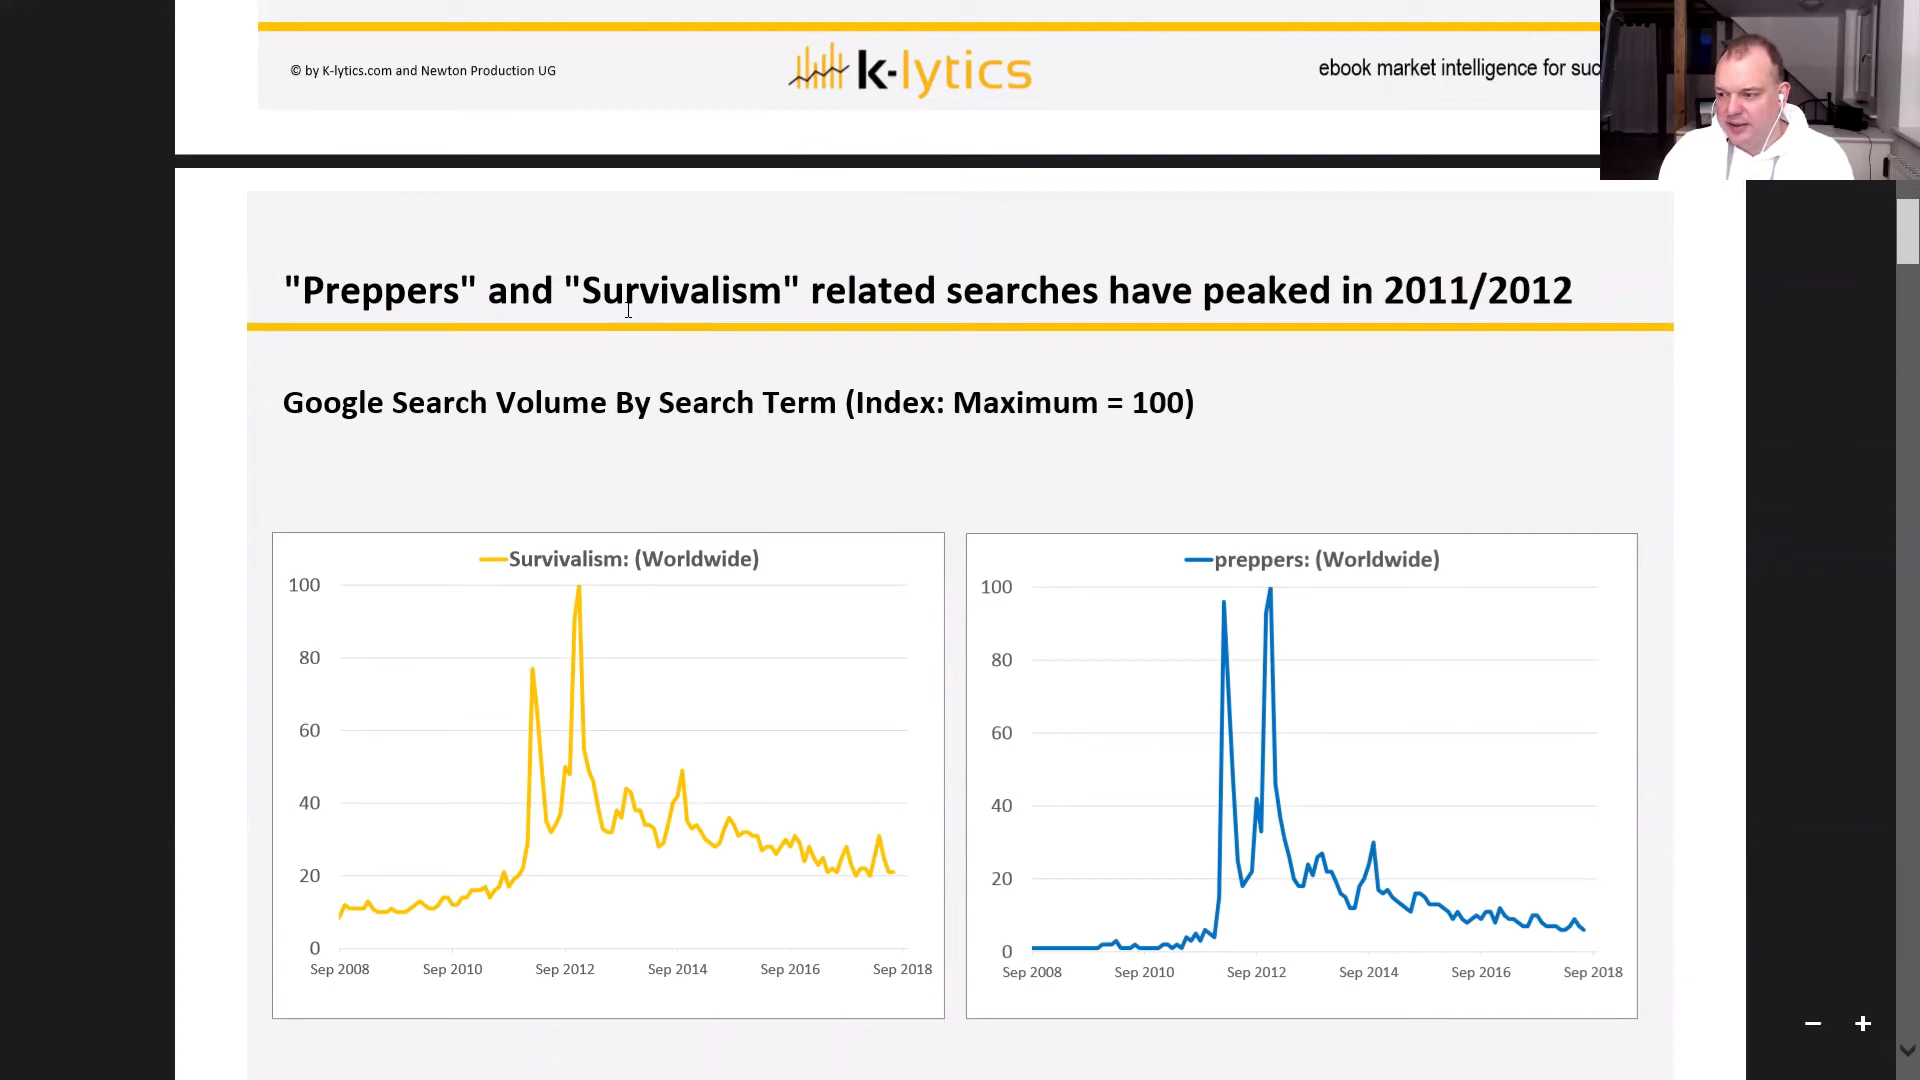 © by K-lytics.com and Newton Production UG
k-lytics
ebook market intelligence for suc
"Preppers" and "Survivalism" related searches have peaked in 2011/2012
Google Search Volume By Search Term (Index: Maximum = 100)
Survivalism: (Worldwide)
100
80
60
40
20
0
Sep 2008 Sep 2010 Sep 2012 Sep 2014 Sep 2016 Sep 2018
preppers: (Worldwide)
100
80
60
40
20
0
Sep 2008 Sep 2010 Sep 2012 Sep 2014 Sep 2016 Sep 2018